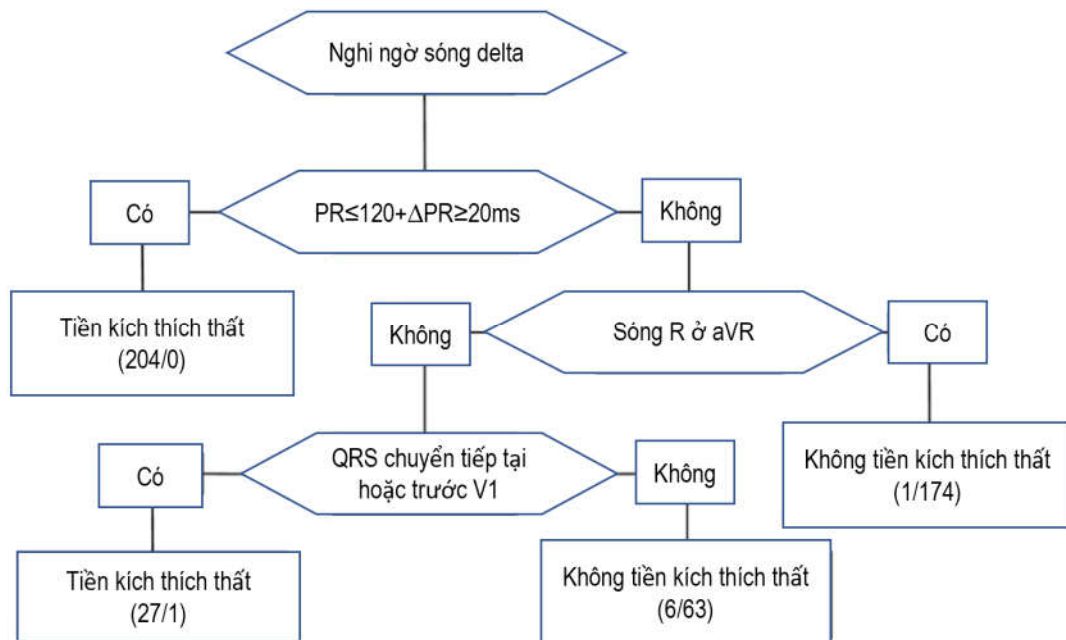 Nghi ngờ sóng delta
Có
PR≤120+∆PR≥20ms
Không
Tiền kích thích thất
(204/0)
Không
Sóng R ở aVR
Có
Có
QRS chuyển tiếp tại
hoặc trước V1
Không
Không tiền kích thích thất
(1/174)
Tiền kích thích thất
(27/1)
Không tiền kích thích thất
(6/63)